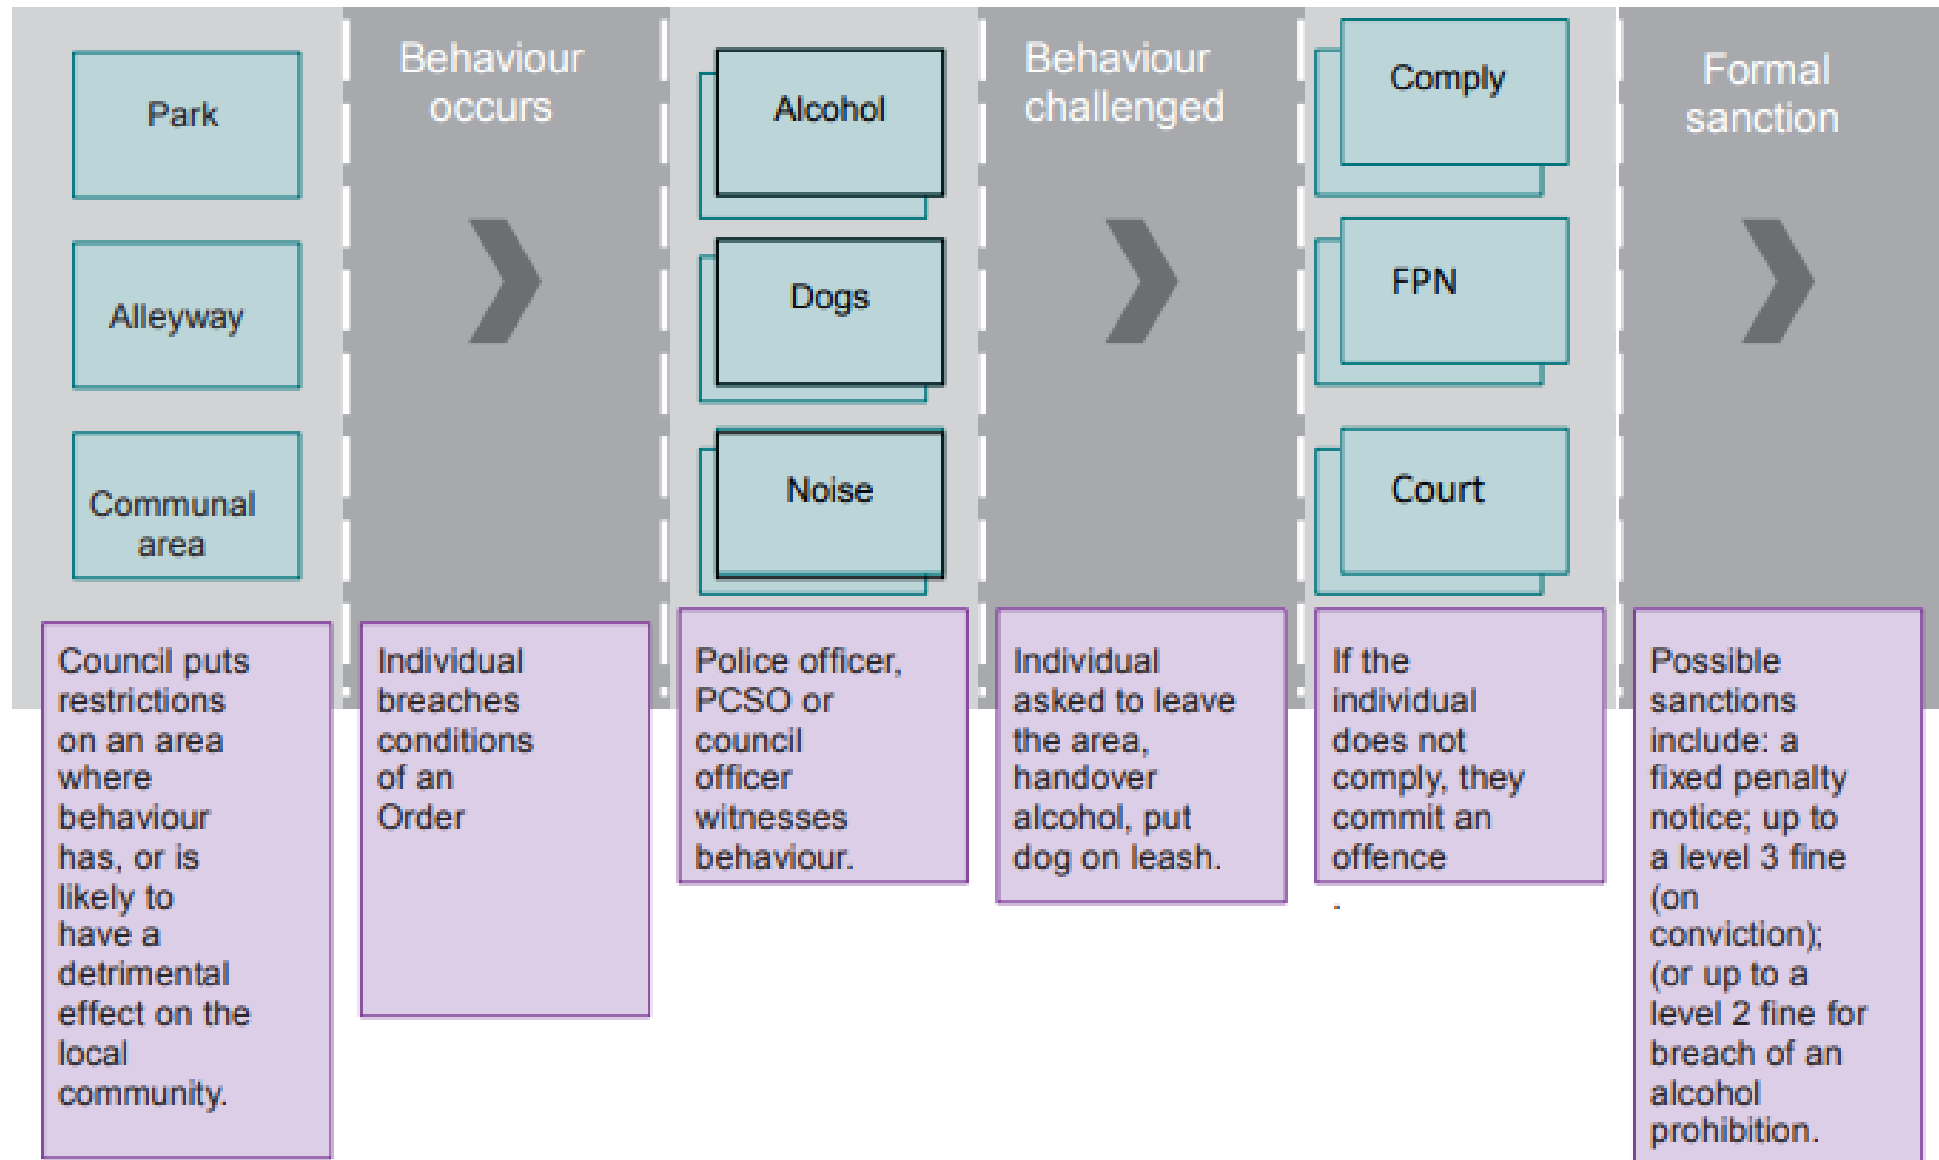 Park
Alleyway
Communal
area
Behaviour
occurs
Alcohol
Dogs
Noise
Behaviour
challenged
Comply
FPN
Court
Formal
sanction
Council puts
restrictions
on an area
where
behaviour
has, or is
likely to
have a
detrimental
effect on the
local
community.
Individual
breaches
conditions
of an
Order
Police officer,
PCSO or
council
officer
witnesses
behaviour.
Individual
asked to leave
the area,
handover
alcohol, put
dog on leash.
If the
individual
does not
comply, they
commit an
offence
.
Possible
sanctions
include: a
fixed penalty
notice; up to
a level 3 fine
(on
conviction);
(or up to a
level 2 fine for
breach of an
alcohol
prohibition.